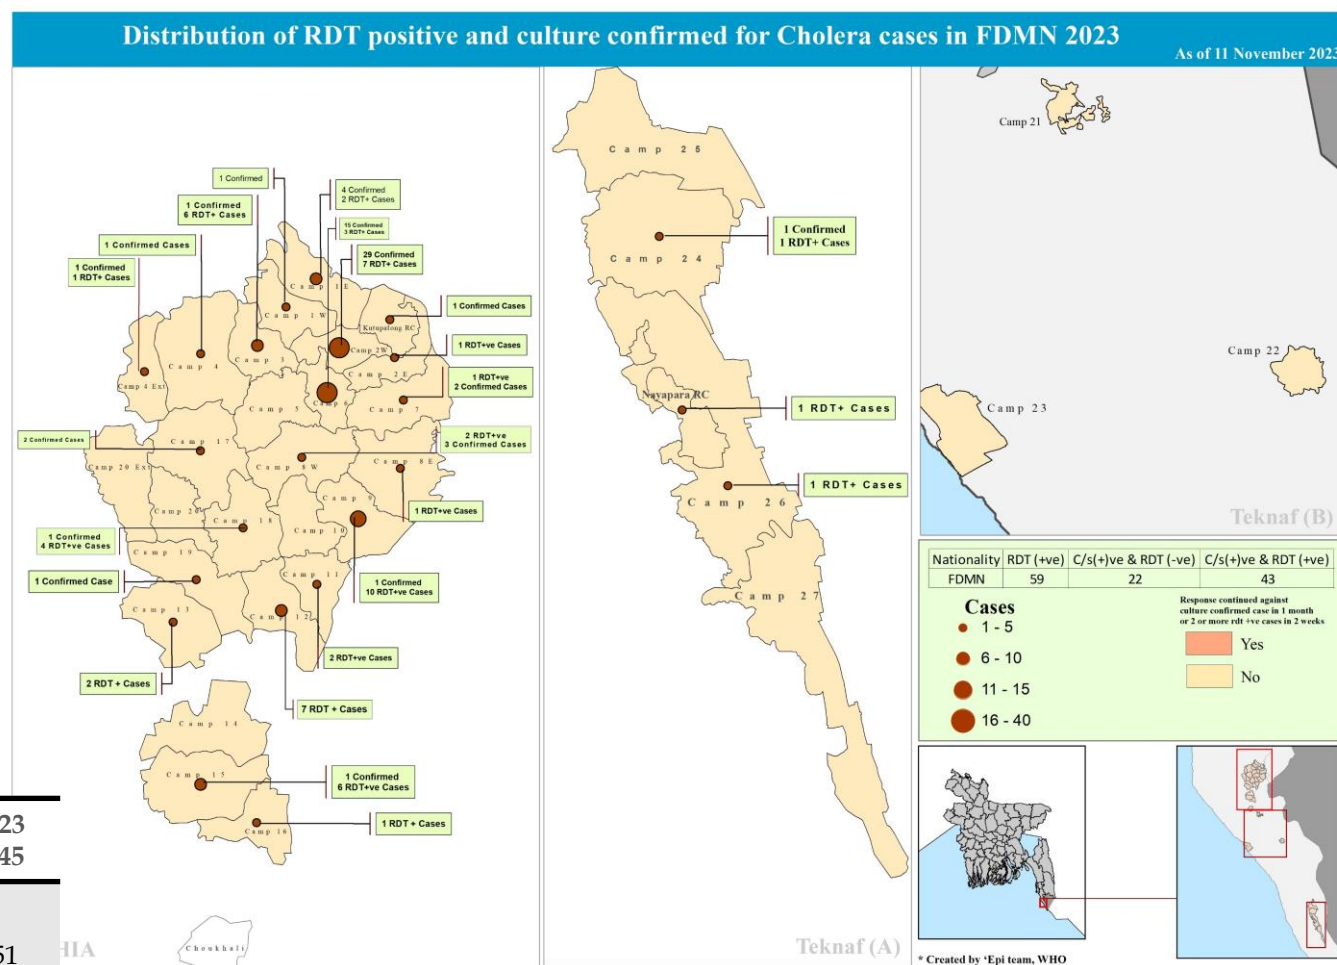 Distribution of RDT positive and culture confirmed for Cholera cases in FDMN 2023
As of 11 November 2023
1 Confirmed
4 Confirmed
2 RDT+ Cases
1 Confirmed
6 RDT+ Cases
15 Confirmed
3 RDT+ Cases
1 Confirmed Cases
29 Confirmed
7 RDT+ Cases
1 Confirmed
1 RDT+ Cases
1 Confirmed Cases
1 RDT+ve Cases
1 RDT+ve
2 Confirmed Cases
2 Confirmed Cases
2 RDT+ve
3 Confirmed Cases
1 RDT+ve Cases
1 Confirmed
4 RDT+ve Cases
1 Confirmed Case
1 Confirmed
10 RDT+ve Cases
2 RDT+ve Cases
2 RDT + Cases
7 RDT + Cases
1 Confirmed
6 RDT+ve Cases
1 RDT + Cases
Camp 1E
Camp 1W
Kutupalong RC
Camp 2W
Camp 3
Camp 4
Camp 2E
Camp 4 Ext
Camp 6
Camp 5
Camp 7
Camp 17
Camp 20 Ext
Camp 8W
Camp 8E
Camp 9
Camp 20
Camp 18
Camp 10
Camp 19
Camp 11
Camp 13
Camp 12
Camp 14
Camp 15
Camp 16
Choukhali
HIA
23
45
51
Camp 25
1 Confirmed
1 RDT+ Cases
Camp 24
Nayapara RC
1 RDT+ Cases
1 RDT+ Cases
Camp 26
Camp 27
Teknaf (A)
Camp 21
Camp 22
Camp 23
Teknaf (B)
Nationality RDT (+ve) C/s(+)ve & RDT (-ve) C/s(+)ve & RDT (+ve)
FDMN 59 22 43
Cases
1 - 5
6 - 10
11 - 15
16 - 40
Response continued against
culture confirmed case in 1 month
or 2 or more rdt +ve cases in 2 weeks
Yes
No
* Created by 'Epi team, WHO